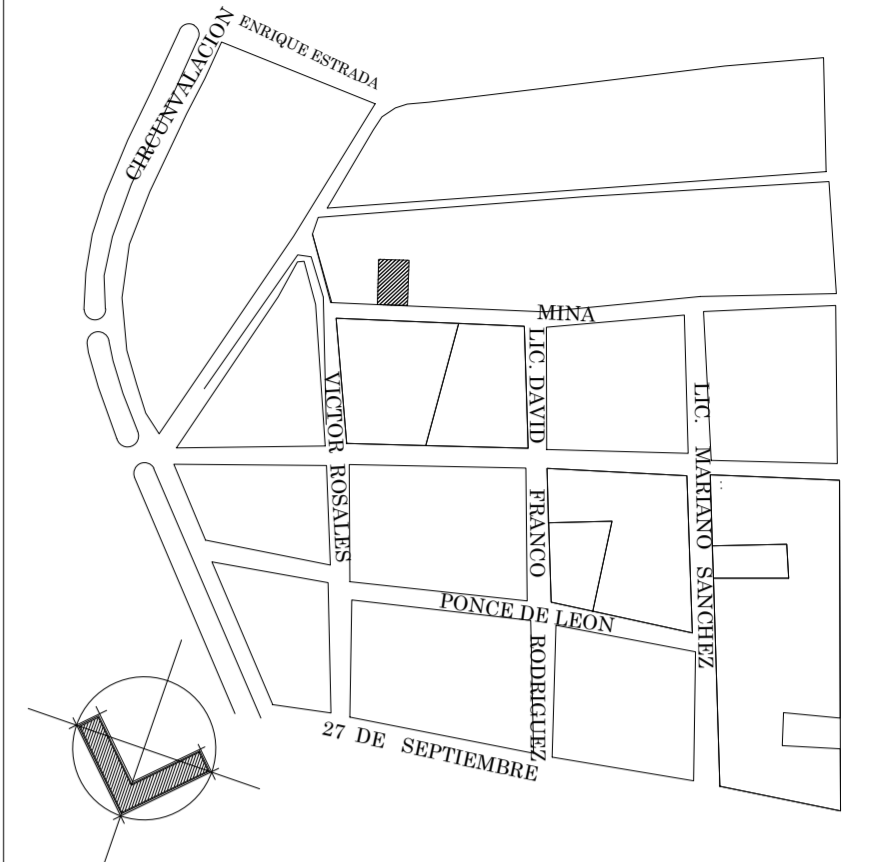 ENRIQUE ESTRADA
CIRCUNVALACION
MINA
VICTOR ROSALES
LIC. DAVID FRANCO RODRIGUEZ
LIC. MARIANO SANCHEZ
PONCE DE LEON
27 DE SEPTIEMBRE